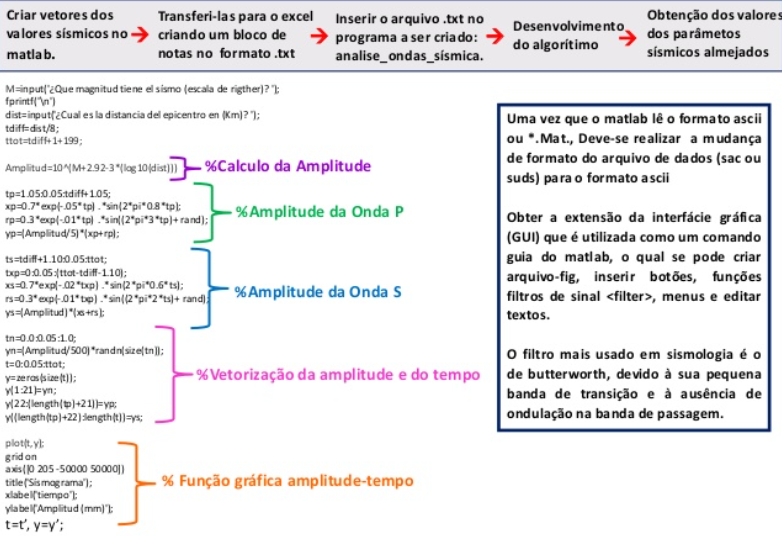 Criar vetores dos
valores sísmicos no
matlab.
Transferi-las para o excel
criando um bloco de
notas no formato .txt
Inserir o arquivo .txt no
programa a ser criado:
analise_ondas_sísmica.
Desenvolvimento
do algorítimo
Obtenção dos valores
dos parâmetos
sísmicos almejados
M=input('¿Que magnitud tiene el sísmo (escala de rigther)? ');
fprintf('\n')
dist=input('¿Cual es la distancia del epicentro en (Km)? ');
tdiff=dist/8;
ttot=tdiff+1+199;
Amplitud=10^(M+2.92-3*(log10(dist)))
%Calculo da Amplitude
tp=1.05:0.05:tdiff+1.05;
xp=0.7*exp(-.05*tp) .*sin(2*pi*0.8*tp);
rp=0.3*exp(-.01*tp) .*sin((2*pi*3*tp)+ rand);
yp=(Amplitud/5)*(xp+rp);
%Amplitude da Onda P
ts=tdiff+1.10:0.05:ttot;
txp=0:0.05:(ttot-tdiff-1.10);
xs=0.7*exp(-.02*txp) .*sin(2*pi*0.6*ts);
rs=0.3*exp(-.01*txp) .*sin((2*pi*2*ts)+ rand);
ys=(Amplitud)*(xs+rs);
%Amplitude da Onda S
tn=0.0:0.05:1.0;
yn=(Amplitud/500)*randn(size(tn));
t=0:0.05:ttot;
y=zeros(size(t));
y(1:21)=yn;
y(22:(length(tp)+21))=yp;
y((length(tp)+22):length(t))=ys;
%Vetorização da amplitude e do tempo
plot(t,y);
grid on
axis([0 205 -50000 50000])
title('Sismograma');
xlabel('tiempo');
ylabel('Amplitud (mm)');
t=t', y=y';
% Função gráfica amplitude-tempo
Uma vez que o matlab lê o formato ascii
ou *.Mat., Deve-se realizar a mudança
de formato do arquivo de dados (sac ou
suds) para o formato ascii
Obter a extensão da interfácie gráfica
(GUI) que é utilizada como um comando
guia do matlab, o qual se pode criar
arquivo-fig, inserir botões, funções
filtros de sinal <filter>, menus e editar
textos.
O filtro mais usado em sismologia é o
de butterworth, devido à sua pequena
banda de transição e à ausência de
ondulação na banda de passagem.